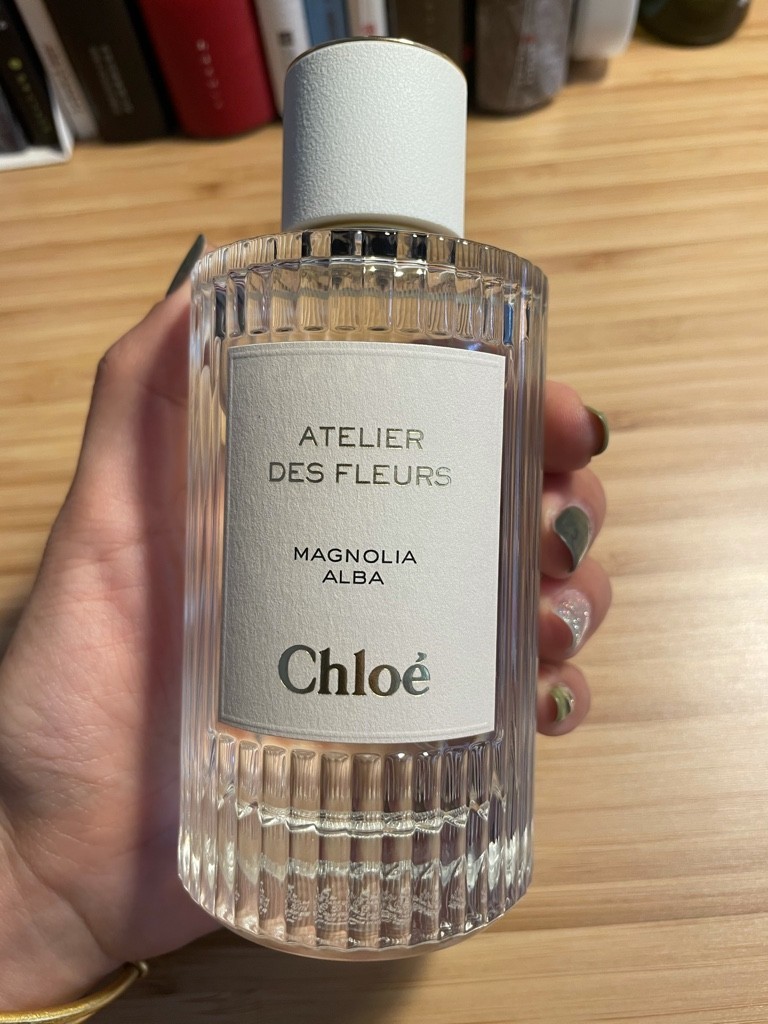 ATELIER
DES FLEURS
MAGNOLIA
ALBA
Chloé